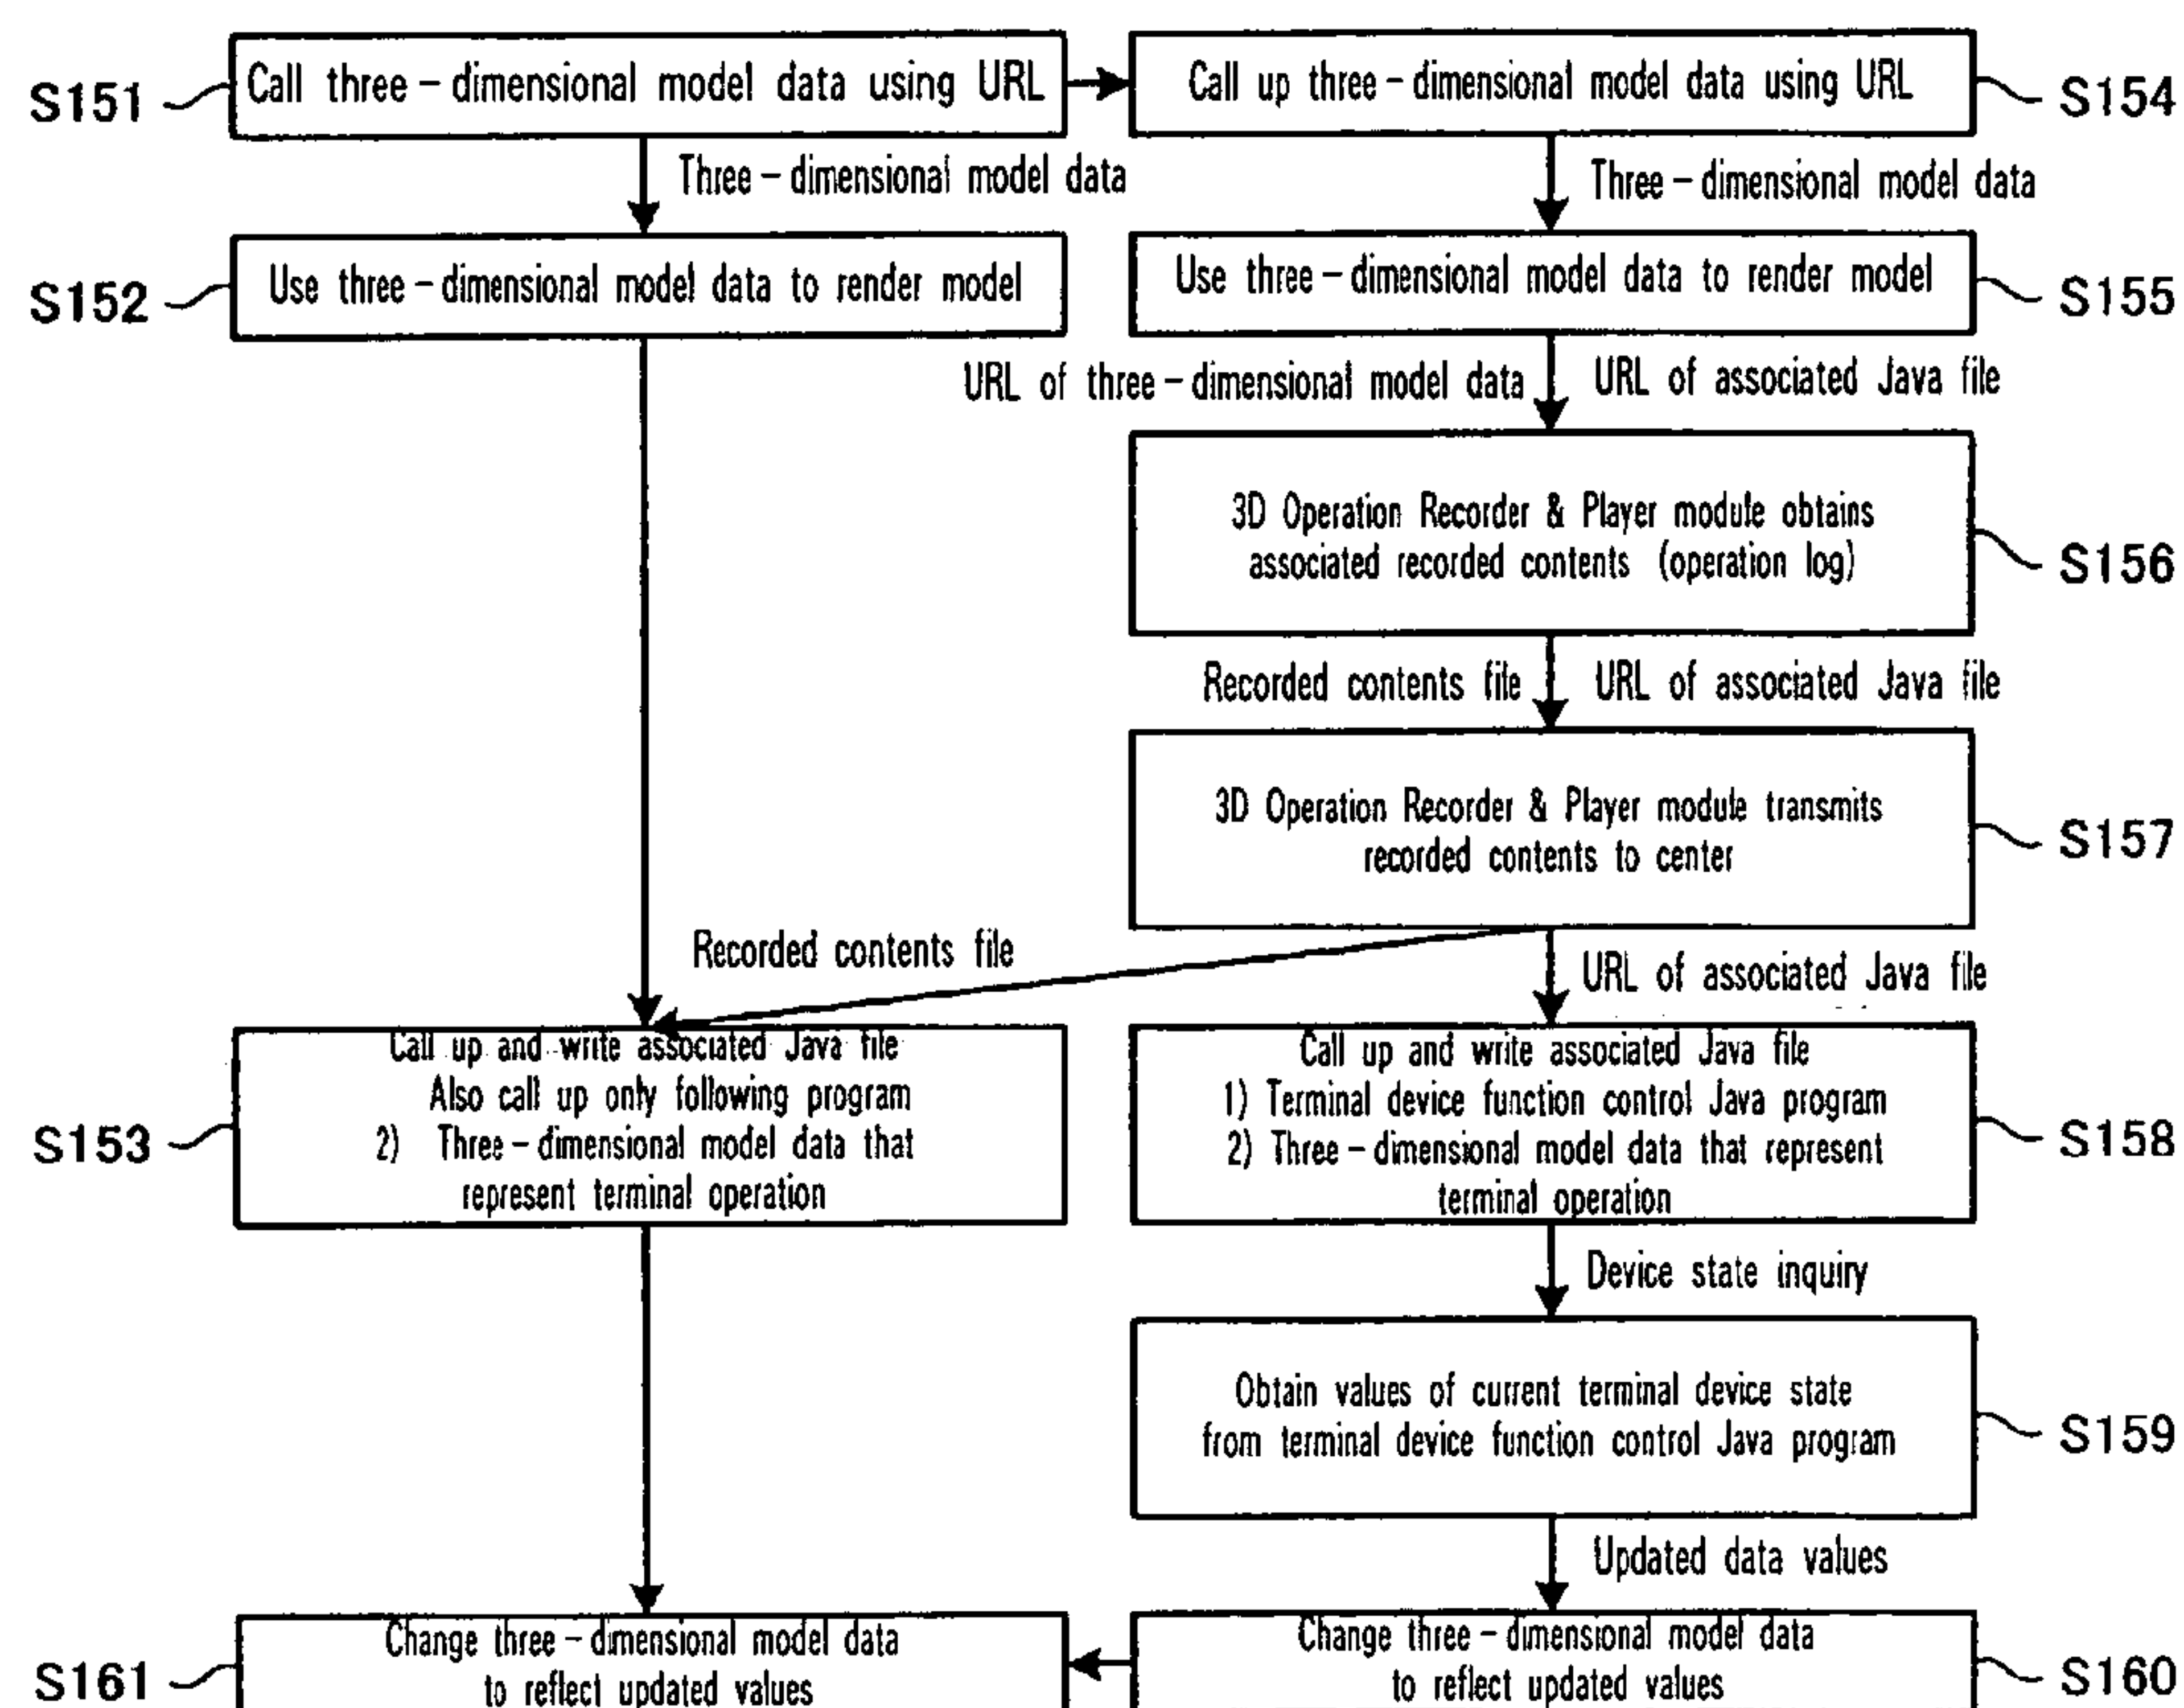 S151
Call three-dimensional model data using URL
Call up three-dimensional model data using URL
S154
Three-dimensional model data
Three-dimensional model data
S152
Use three-dimensional model data to render model
Use three-dimensional model data to render model
S155
URL of three-dimensional model data
URL of associated Java file
3D Operation Recorder & Player module obtains
associated recorded contents (operation log)
S156
Recorded contents file
URL of associated Java file
3D Operation Recorder & Player module transmits
recorded contents to center
S157
Recorded contents file
URL of associated Java file
S153
Call up and write associated Java file
Also call up only following program
2) Three-dimensional model data that
represent terminal operation
Call up and write associated Java file
1) Terminal device function control Java program
2) Three-dimensional model data that represent
terminal operation
S158
Device state inquiry
Obtain values of current terminal device state
from terminal device function control Java program
S159
Updated data values
S161
Change three-dimensional model data
to reflect updated values
Change three-dimensional model data
to reflect updated values
S160